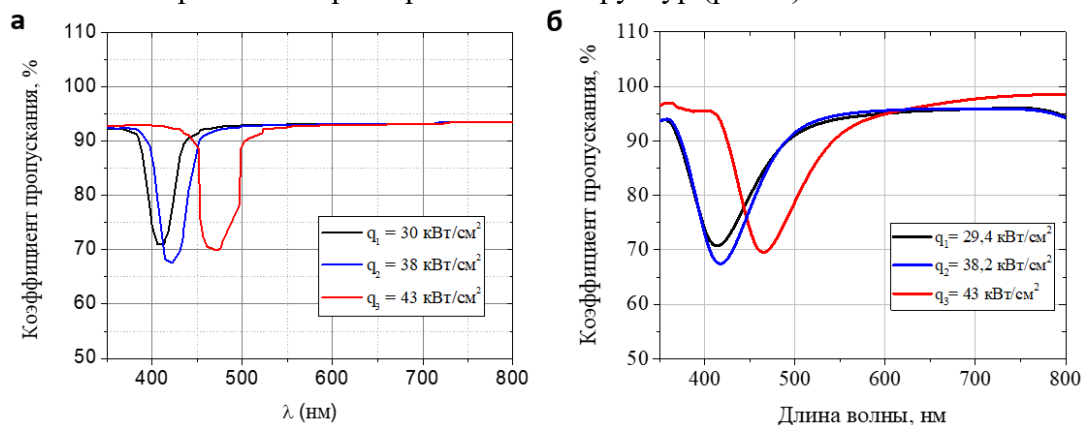 а
Коэффициент пропускания, %
110
100
90
80
70
60
50
q₁ = 30 кВт/см²
q₂ = 38 кВт/см²
q₃ = 43 кВт/см²
400 500 600 700 800
λ (нм)
б
Коэффициент пропускания, %
110
100
90
80
70
60
50
q₁= 29,4 кВт/см²
q₂= 38,2 кВт/см²
q₃= 43 кВт/см²
400 500 600 700 800
Длина волны, нм